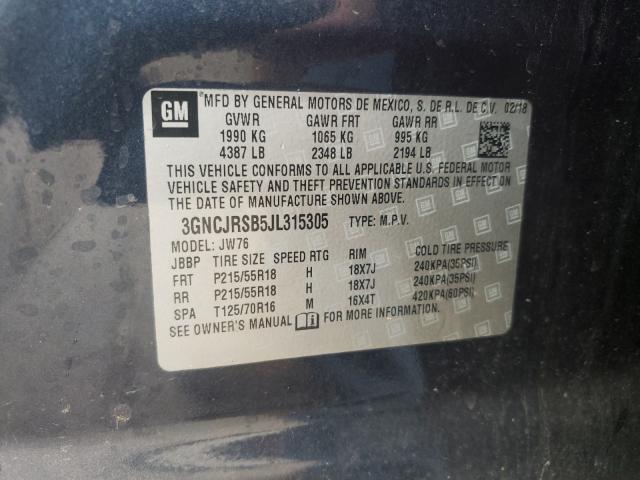 GM
MFD BY GENERAL MOTORS DE MEXICO, S. DE R.L. DE C.V. 02/18
GVWR GAWR FRT GAWR RR
1990 KG 1065 KG 995 KG
4387 LB 2348 LB 2194 LB
THIS VEHICLE CONFORMS TO ALL APPLICABLE U.S. FEDERAL MOTOR
VEHICLE SAFETY AND THEFT PREVENTION STANDARDS IN EFFECT
ON THE DATE OF MANUFACTURE SHOWN ABOVE.
3GNCJRSB5JL315305 TYPE: M.P.V.
MODEL: JW76
JBBP TIRE SIZE SPEED RTG RIM COLD TIRE PRESSURE
FRT P215/55R18 H 18X7J 240KPA(35PSI)
RR P215/55R18 H 18X7J 240KPA(35PSI)
SPA T125/70R16 M 16X4T 420KPA(60PSI)
SEE OWNER'S MANUAL FOR MORE INFORMATION